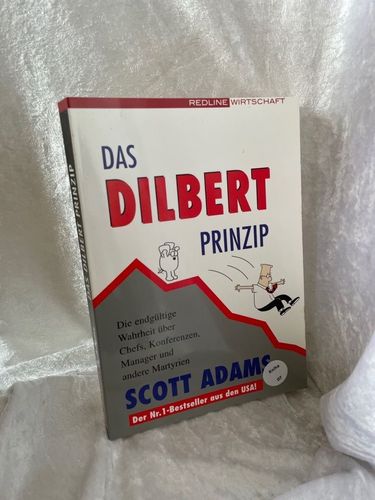 REDLINE WIRTSCHAFT
DAS
DILBERT
PRINZIP
Die endgültige
Wahrheit über
Chefs, Konferenzen,
Manager und
andere Martyrien
SCOTT ADAMS
Der Nr.1-Bestseller aus den USA!
DAS DILBERT PRINZIP